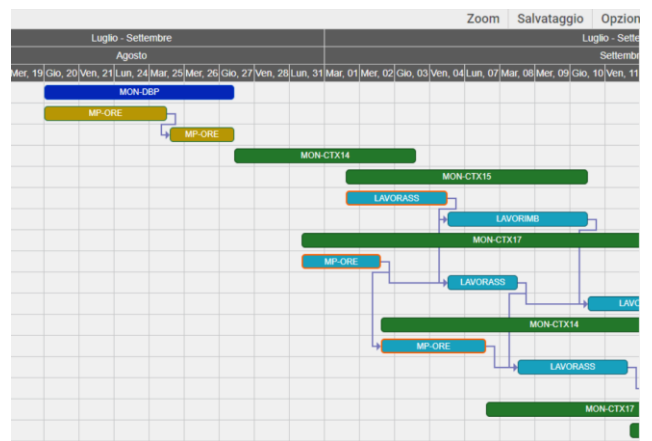 Zoom Salvataggio Opzion
Luglio - Settembre Luglio - Sette
Agosto Settembr
Mer, 19 Gio, 20 Ven, 21 Lun, 24 Mar, 25 Mer, 26 Gio, 27 Ven, 28 Lun, 31 Mar, 01 Mer, 02 Gio, 03 Ven, 04 Lun, 07 Mar, 08 Mer, 09 Gio, 10 Ven, 11
MON-DBP
MP-ORE
MP-ORE
MON-CTX14
MON-CTX15
LAVORASS
LAVORIMB
MON-CTX17
MP-ORE
LAVORASS
LAVO
MON-CTX14
MP-ORE
LAVORASS
MON-CTX17